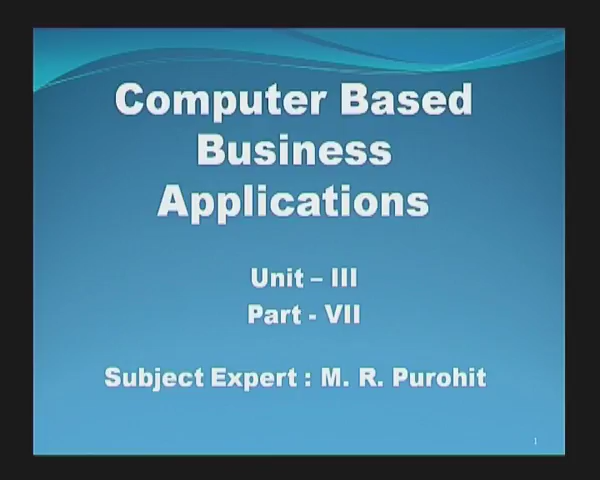 Computer Based
Business
Applications
Unit – III
Part - VII
Subject Expert : M. R. Purohit
1